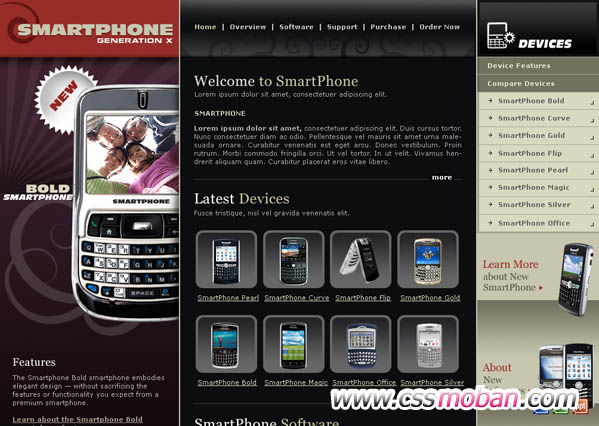 SMARTPHONE
GENERATION X
NEW
BOLD
SMARTPHONE
SMARTPHONE
SPACE
Features
The Smartphone Bold smartphone embodies
elegant design — without sacrificing the
features or functionality you expect from a
premium smartphone.
Learn about the Smartphone Bold
Home | Overview | Software | Support | Purchase | Order Now
Welcome to SmartPhone
Lorem ipsum dolor sit amet, consectetuer adipiscing elit.
SMARTPHONE
Lorem ipsum dolor sit amet, consectetuer adipiscing elit. Duis cursus tortor.
Nunc consectetuer diam ac odio. Pellentesque vel mauris sit amet urna male-
suada ornare. Curabitur venenatis est eget arcu. Donec vestibulum. Proin
rutrum. Morbi commodo fringilla orci. Ut vel tortor. In ut velit. Vivamus hen-
drerit aliquam quam. Curabitur placerat eros vitae libero.
more
Latest Devices
Fusce tristique, nisl vel gravida venenatis elit.
SmartPhone Pearl
SmartPhone Curve
SmartPhone Flip
SmartPhone Gold
SmartPhone Bold
SmartPhone Magic
SmartPhone Office
SmartPhone Silver
SmartPhone Software
DEVICES
Device Features
Compare Devices
SmartPhone Bold
SmartPhone Curve
SmartPhone Gold
SmartPhone Flip
SmartPhone Pearl
SmartPhone Magic
SmartPhone Silver
SmartPhone Office
Learn More
about New
SmartPhone
About
New
www.cssmoban.com